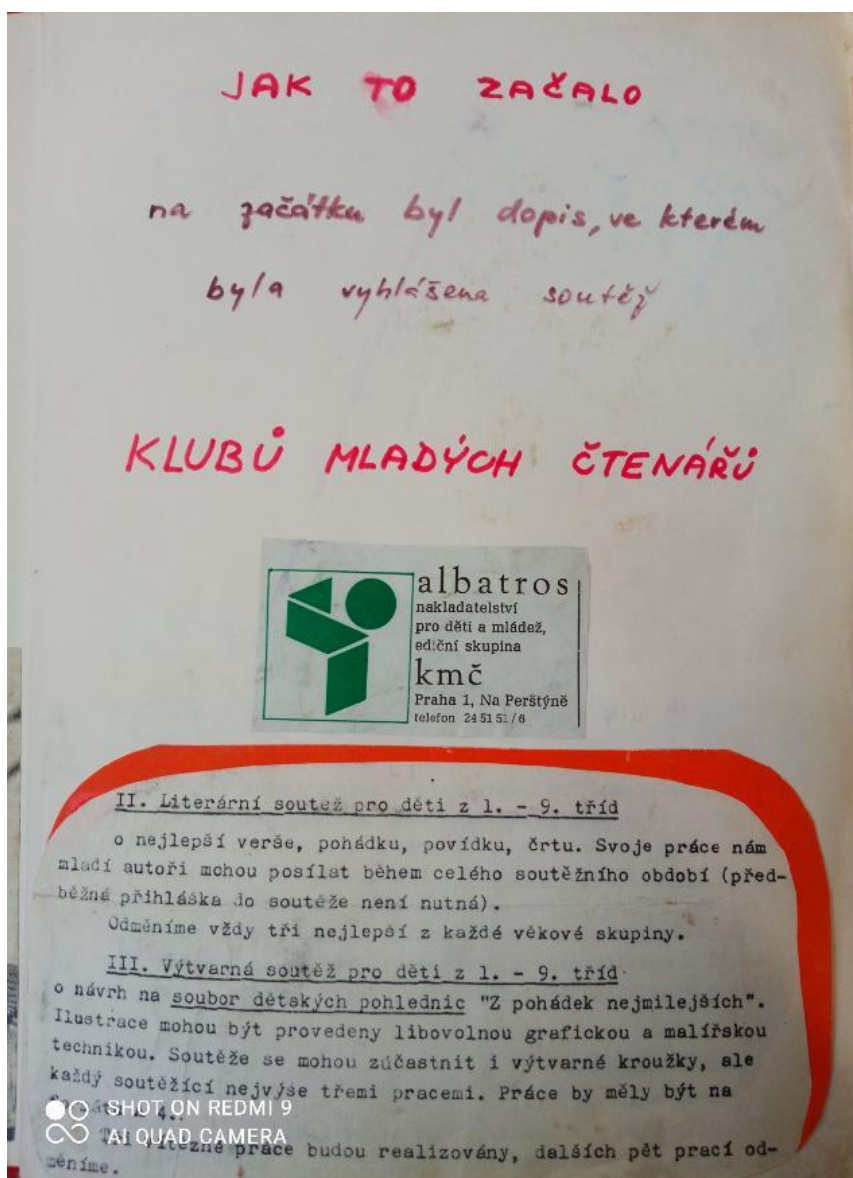 JAK TO ZAČALO
na začátku byl dopis, ve kterém
byla vyhlášena soutěž
KLUBŮ MLADÝCH ČTENÁŘŮ
albatros
nakladatelství
pro děti a mládež,
ediční skupina
kmč
Praha 1, Na Perštýně
telefon 24 51 51/6
II. Literární soutěž pro děti z 1. - 9. tříd
o nejlepší verše, pohádku, povídku, črtu. Svoje práce nám
mladí autoři mohou posílat během celého soutěžního období (před-
běžná přihláška do soutěže není nutná).
Odměníme vždy tři nejlepší z každé věkové skupiny.
III. Výtvarná soutěž pro děti z 1. - 9. tříd
o návrh na soubor dětských pohlednic "Z pohádek nejmilejších".
Ilustrace mohou být provedeny libovolnou grafickou a malířskou
technikou. Soutěže se mohou zúčastnit i výtvarné kroužky, ale
každý soutěžící nejvýše třemi pracemi. Práce by měly být na
4.
SHOT ON REDMI 9
AI QUAD CAMERA
vítězné práce budou realizovány, dalších pět prací od-
měníme.